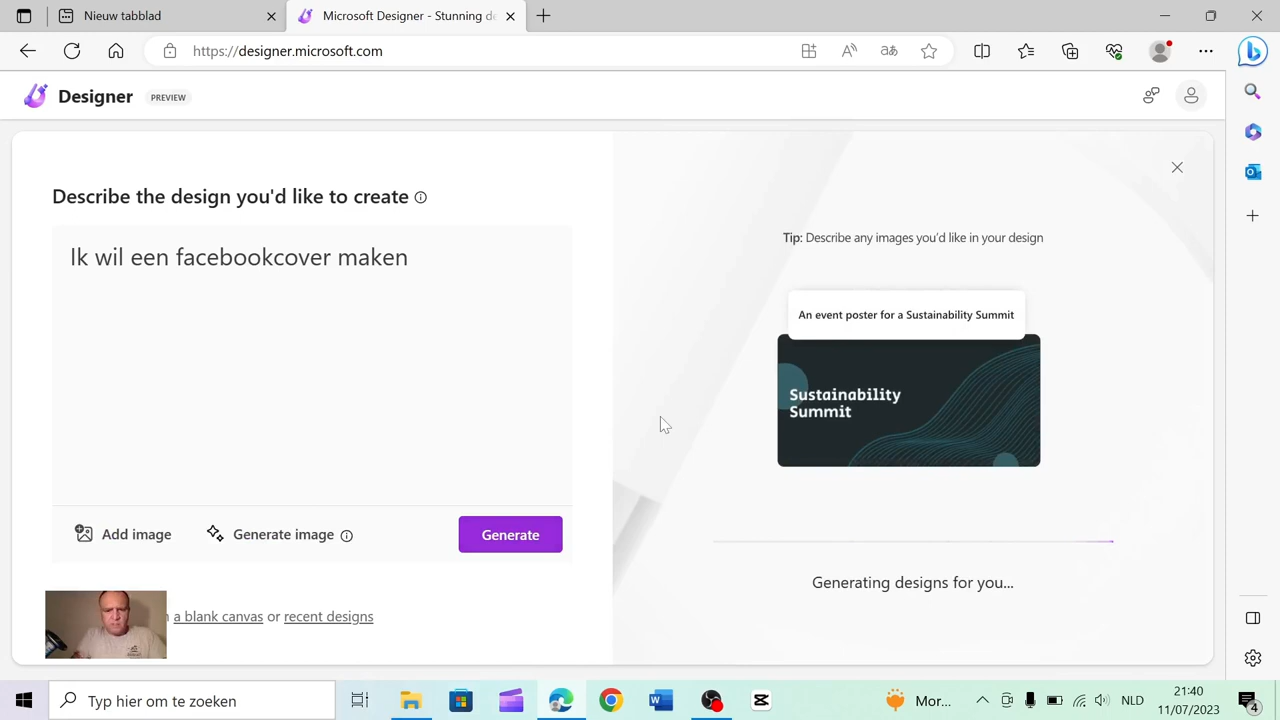 Nieuw tabblad
Microsoft Designer - Stunning de
https://designer.microsoft.com
Designer
PREVIEW
Describe the design you'd like to create
Ik wil een facebookcover maken
Add image
Generate image
Generate
a blank canvas or recent designs
Tip: Describe any images you'd like in your design
An event poster for a Sustainability Summit
Sustainability
Summit
Generating designs for you...
Typ hier om te zoeken
Mor...
NLD
21:40
11/07/2023
4